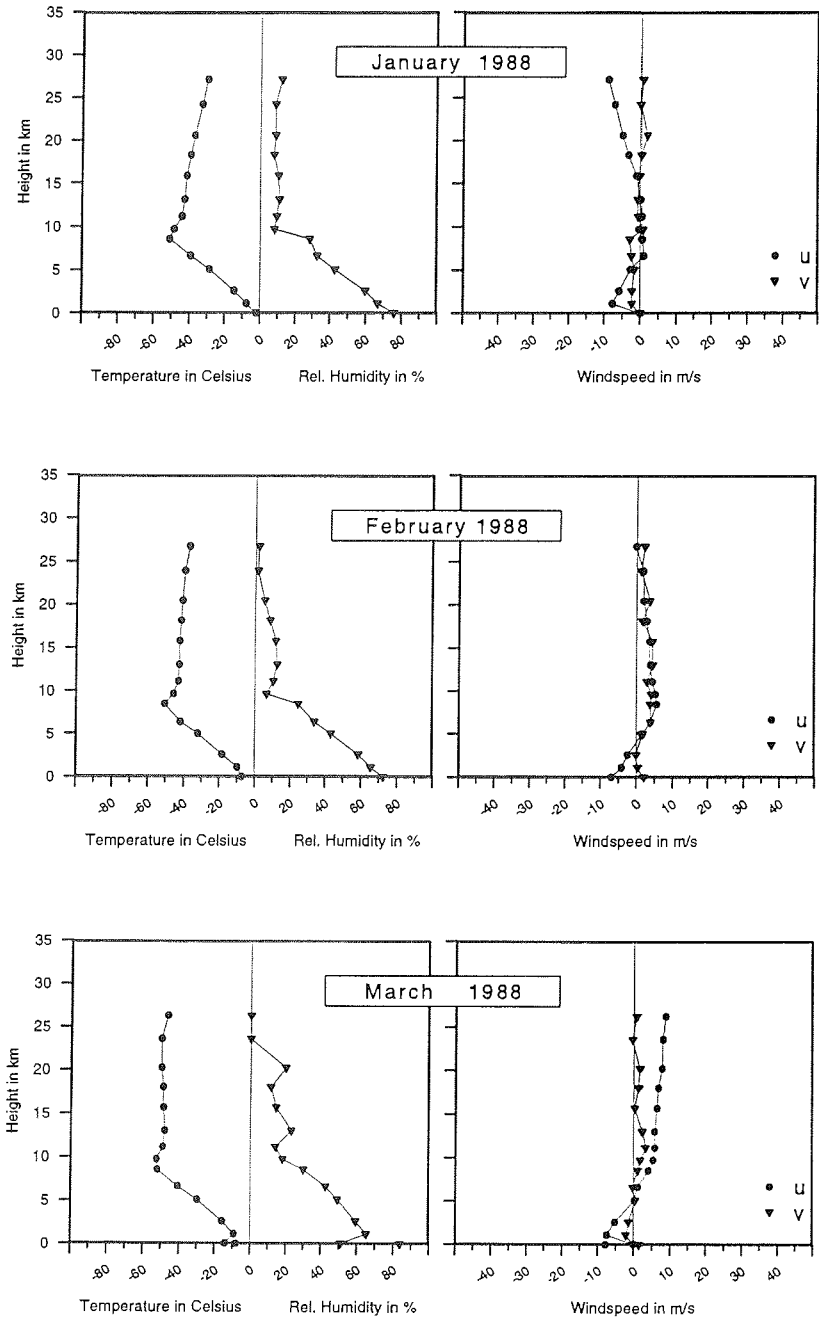 January 1988
35
30
25
20
15
10
5
0
Height in km
-80 -60 -40 -20 0 20 40 60 80
Temperature in Celsius Rel. Humidity in %
u
v
-40 -30 -20 -10 0 10 20 30 40
Windspeed in m/s
February 1988
35
30
25
20
15
10
5
0
Height in km
-80 -60 -40 -20 0 20 40 60 80
Temperature in Celsius Rel. Humidity in %
u
v
-40 -30 -20 -10 0 10 20 30 40
Windspeed in m/s
March 1988
35
30
25
20
15
10
5
0
Height in km
-80 -60 -40 -20 0 20 40 60 80
Temperature in Celsius Rel. Humidity in %
u
v
-40 -30 -20 -10 0 10 20 30 40
Windspeed in m/s